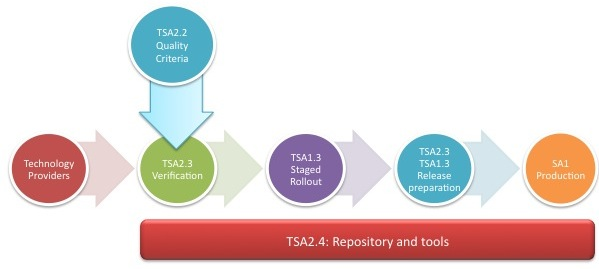 TSA2.2
Quality
Criteria
Technology
Providers
TSA2.3
Verification
TSA1.3
Staged
Rollout
TSA2.3
TSA1.3
Release
preparation
SA1
Production
TSA2.4: Repository and tools